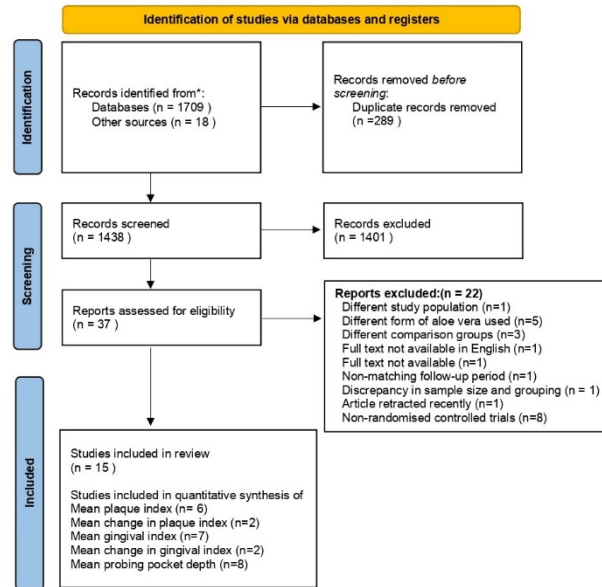 Identification of studies via databases and registers
Identification
Records identified from*:
Databases (n = 1709)
Other sources (n = 18 )
Records removed before
screening:
Duplicate records removed
(n =289 )
Screening
Records screened
(n = 1438)
Records excluded
(n = 1401)
Reports assessed for eligibility
(n = 37 )
Reports excluded:(n = 22)
Different study population (n=1)
Different form of aloe vera used(n=5)
Different comparison groups(n=3)
Full text not available in English(n=1)
Full text not available(n=1)
Non-matching follow-up period(n=1)
Discrepancy in sample size and grouping (n = 1)
Article retracted recently(n=1)
Non-randomised controlled trials(n=8)
Included
Studies included in review
(n = 15 )
Studies included in quantitative synthesis of
Mean plaque index (n= 6)
Mean change in plaque index (n=2)
Mean gingival index (n=7)
Mean change in gingival index (n=2)
Mean probing pocket depth (n=8)